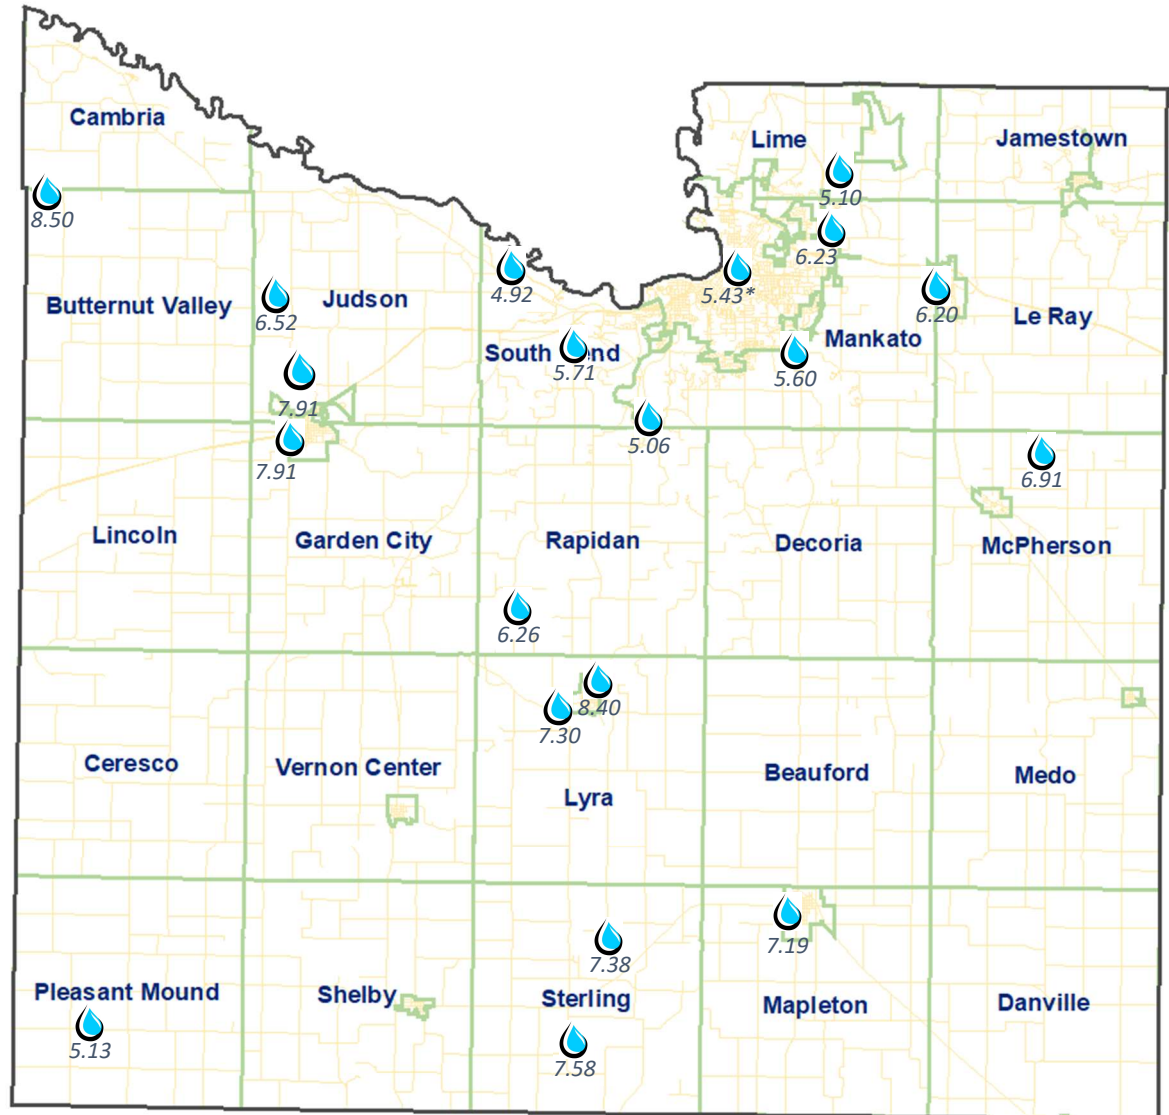 Cambria
Lime
Jamestown
5.10
8.50
6.23
4.92
5.43*
6.20
Butternut Valley
Judson
6.52
Le Ray
Mankato
South end
5.71
5.60
7.91
5.06
7.91
6.91
Lincoln
Garden City
Rapidan
Decoria
McPherson
6.26
8.40
7.30
Ceresco
Vernon Center
Beauford
Medo
Lyra
7.19
7.38
Pleasant Mound
Shelby
Sterling
Mapleton
Danville
5.13
7.58